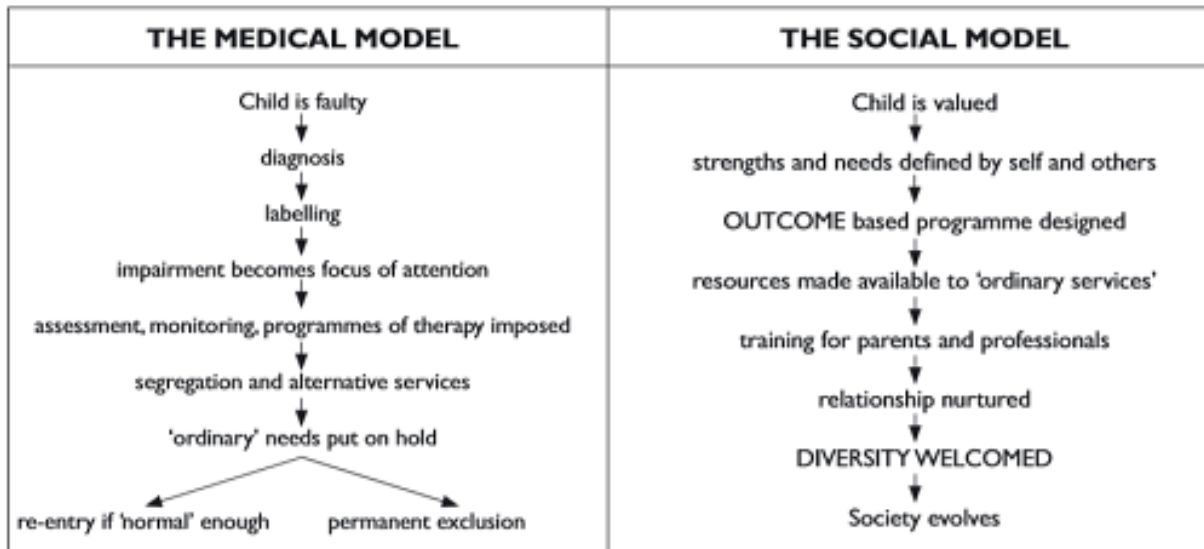 THE MEDICAL MODEL
Child is faulty
diagnosis
labelling
impairment becomes focus of attention
assessment, monitoring, programmes of therapy imposed
segregation and alternative services
‘ordinary’ needs put on hold
re-entry if ‘normal’ enough
permanent exclusion
THE SOCIAL MODEL
Child is valued
strengths and needs defined by self and others
OUTCOME based programme designed
resources made available to ‘ordinary services’
training for parents and professionals
relationship nurtured
DIVERSITY WELCOMED
Society evolves